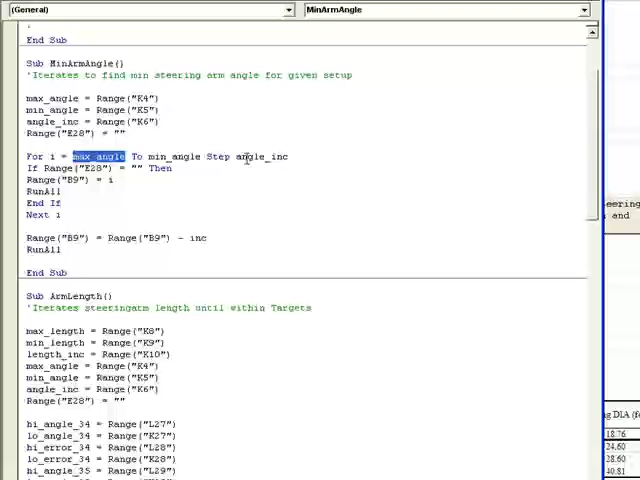 (General)
MinArmAngle
'
End Sub
Sub MinArmAngle()
'Iterates to find min steering arm angle for given setup
max_angle = Range("K4")
min_angle = Range("K5")
angle_inc = Range("K6")
Range("E28") = ""
For i = max_angle To min_angle Step angle_inc
If Range("E28") = "" Then
Range("B9") = i
RunAll
End If
Next i
Range("B9") = Range("B9") - inc
RunAll
End Sub
Sub ArmLength()
'Iterates steeringarm length until within Targets
max_length = Range("K8")
min_length = Range("K9")
length_inc = Range("K10")
max_angle = Range("K4")
min_angle = Range("K5")
angle_inc = Range("K6")
Range("E28") = ""
hi_angle_34 = Range("L27")
lo_angle_34 = Range("K27")
hi_error_34 = Range("L28")
lo_error_34 = Range("K28")
hi_angle_35 = Range("L29")
teering
and
DLA (fo
18.76
24.60
28.60
40.81